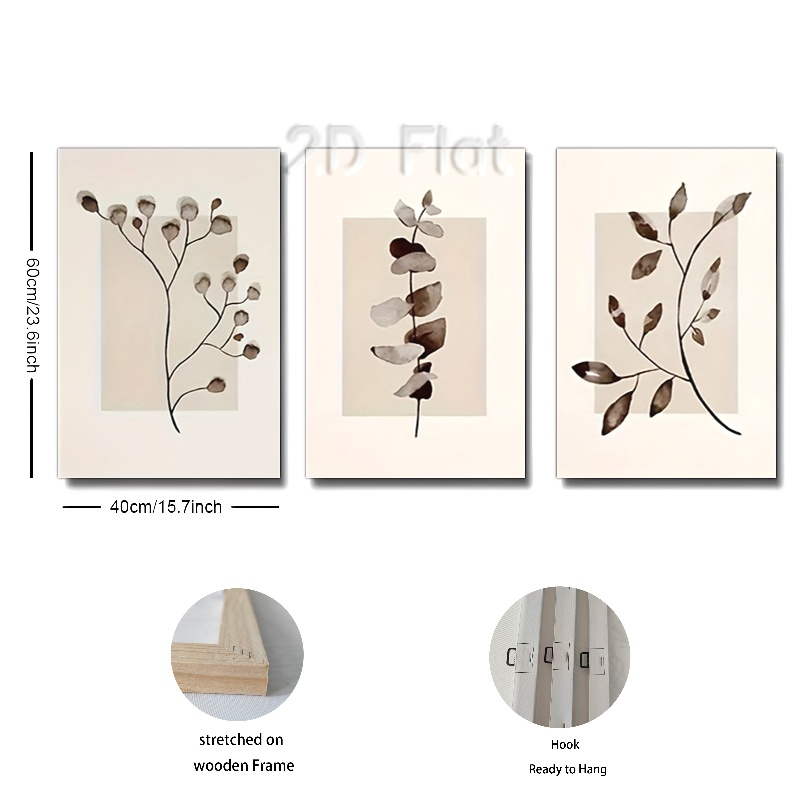 2D Flat
60cm/23.6inch
40cm/15.7inch
stretched on
wooden Frame
Hook
Ready to Hang